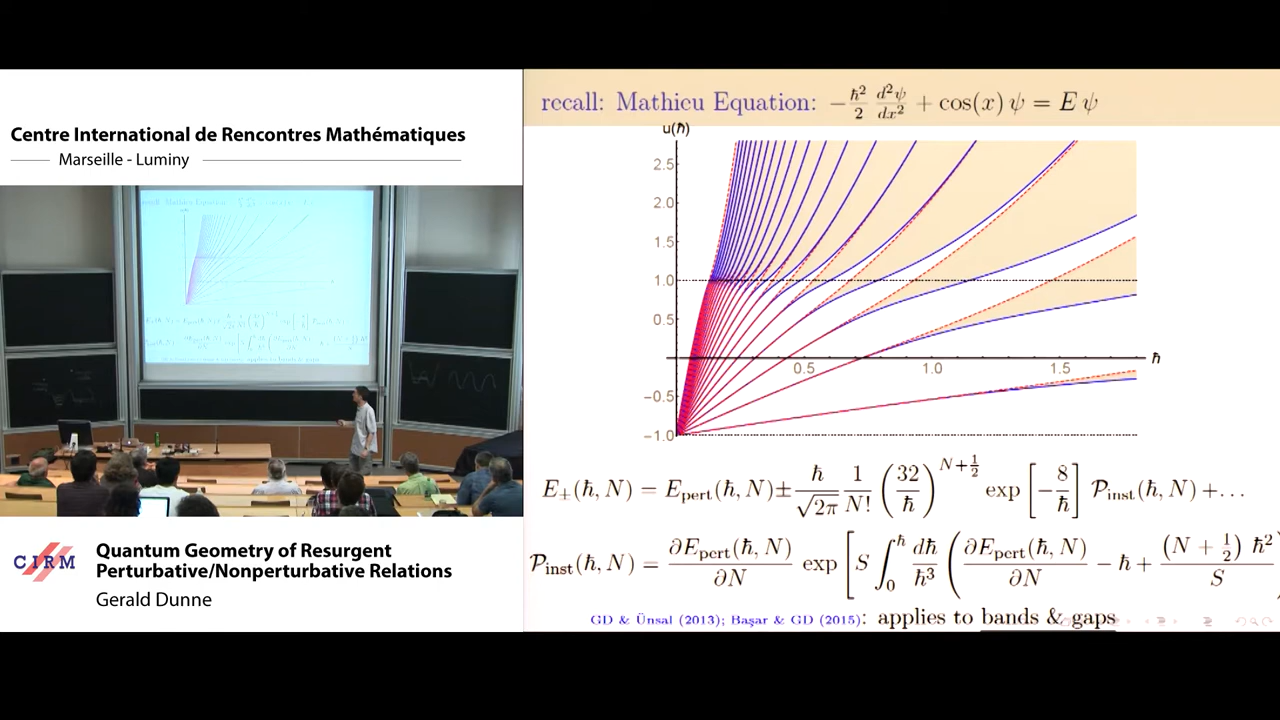 Centre International de Rencontres Mathématiques
Marseille - Luminy
CIRM
Quantum Geometry of Resurgent
Perturbative/Nonperturbative Relations
Gerald Dunne
recall: Mathieu Equation: −ℏ²/2 d²ψ/dx² + cos(x) ψ = E ψ
u(ℏ)
2.5
2.0
1.5
1.0
0.5
−0.5
−1.0
0.5 1.0 1.5 ℏ
E±(ℏ, N) = E_pert(ℏ, N) ± ℏ/√(2π) 1/N! (32/ℏ)^(N+1/2) exp[−8/ℏ] 𝒫_inst(ℏ, N) + ...
𝒫_inst(ℏ, N) = ∂E_pert(ℏ, N)/∂N exp[S ∫₀^ℏ dℏ/ℏ³ (∂E_pert(ℏ, N)/∂N − ℏ + (N + 1/2) ℏ²/S)
GD & Ünsal (2013); Başar & GD (2015): applies to bands & gaps